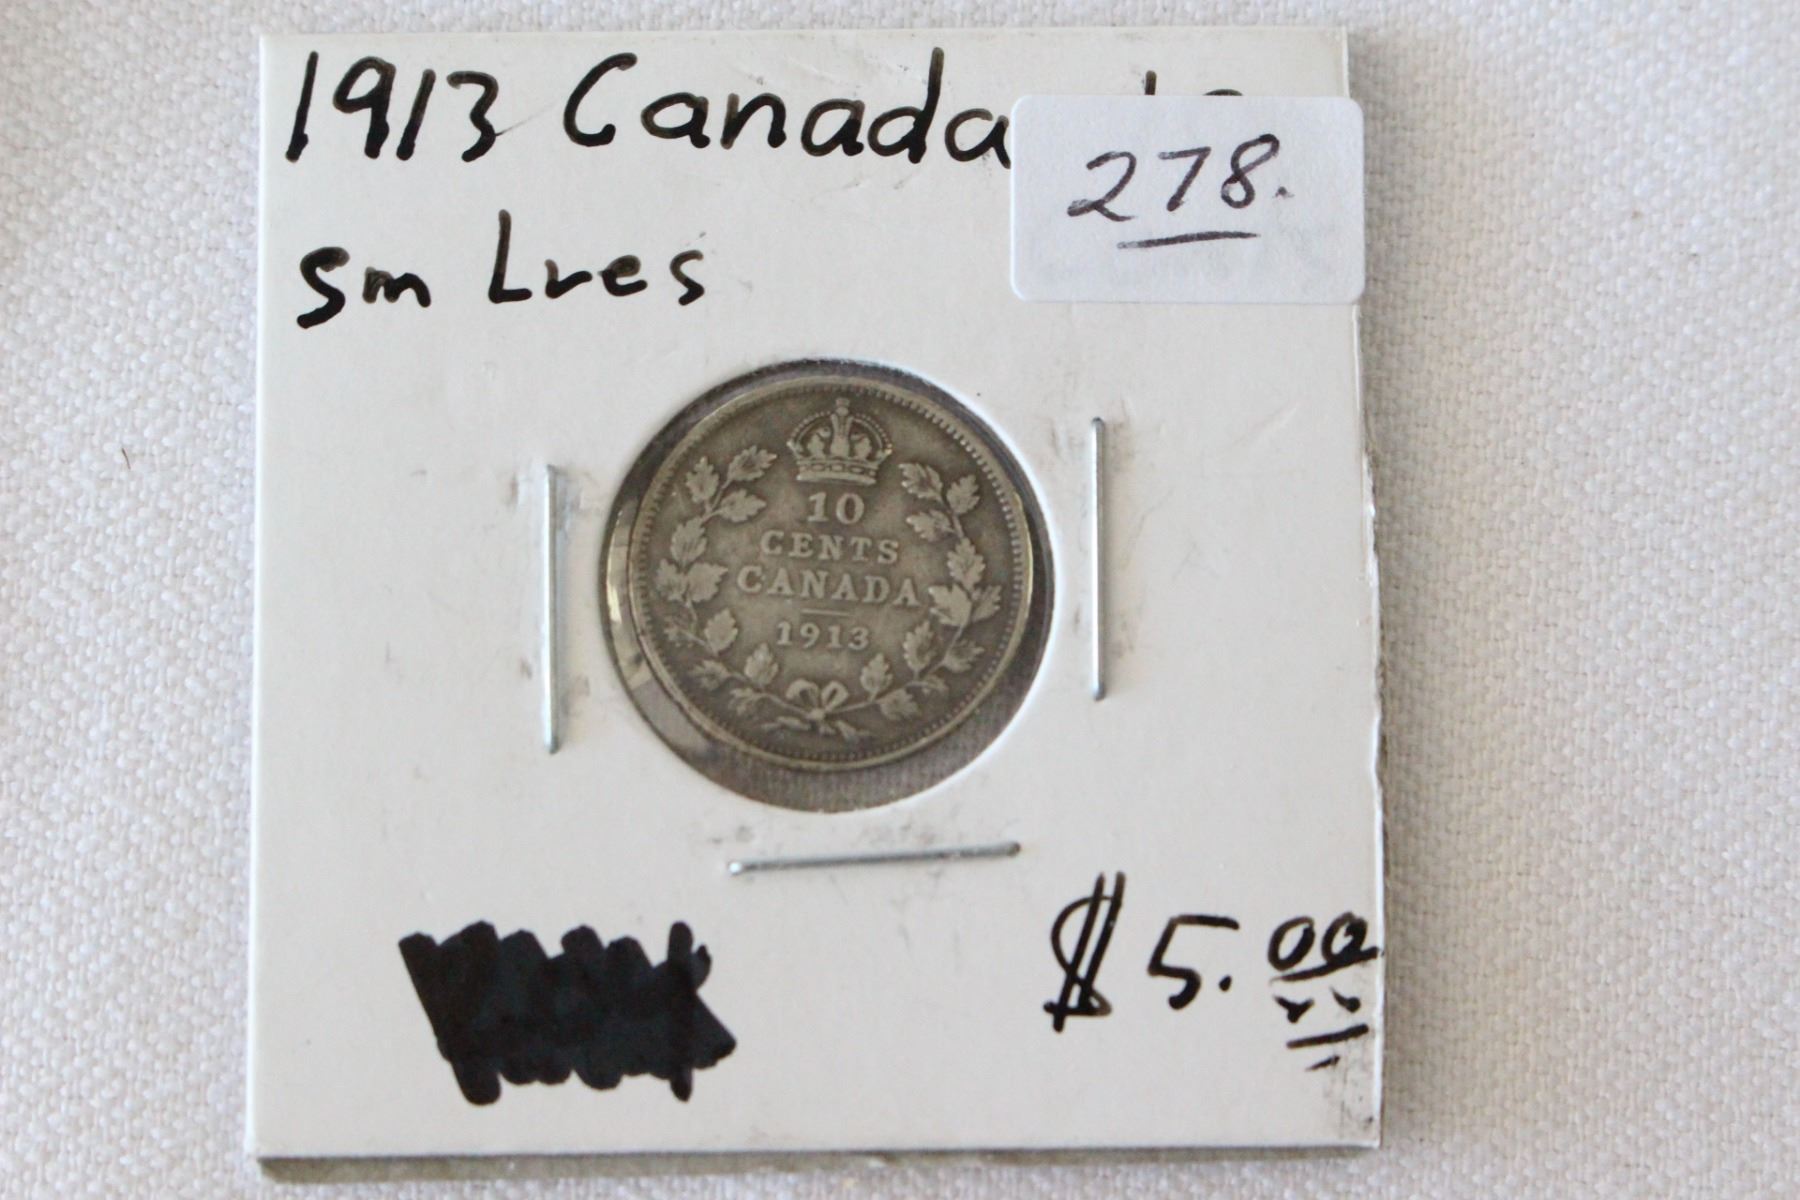 1913 Canada
278.
Sm Lves
10
CENTS
CANADA
1913
$5.00